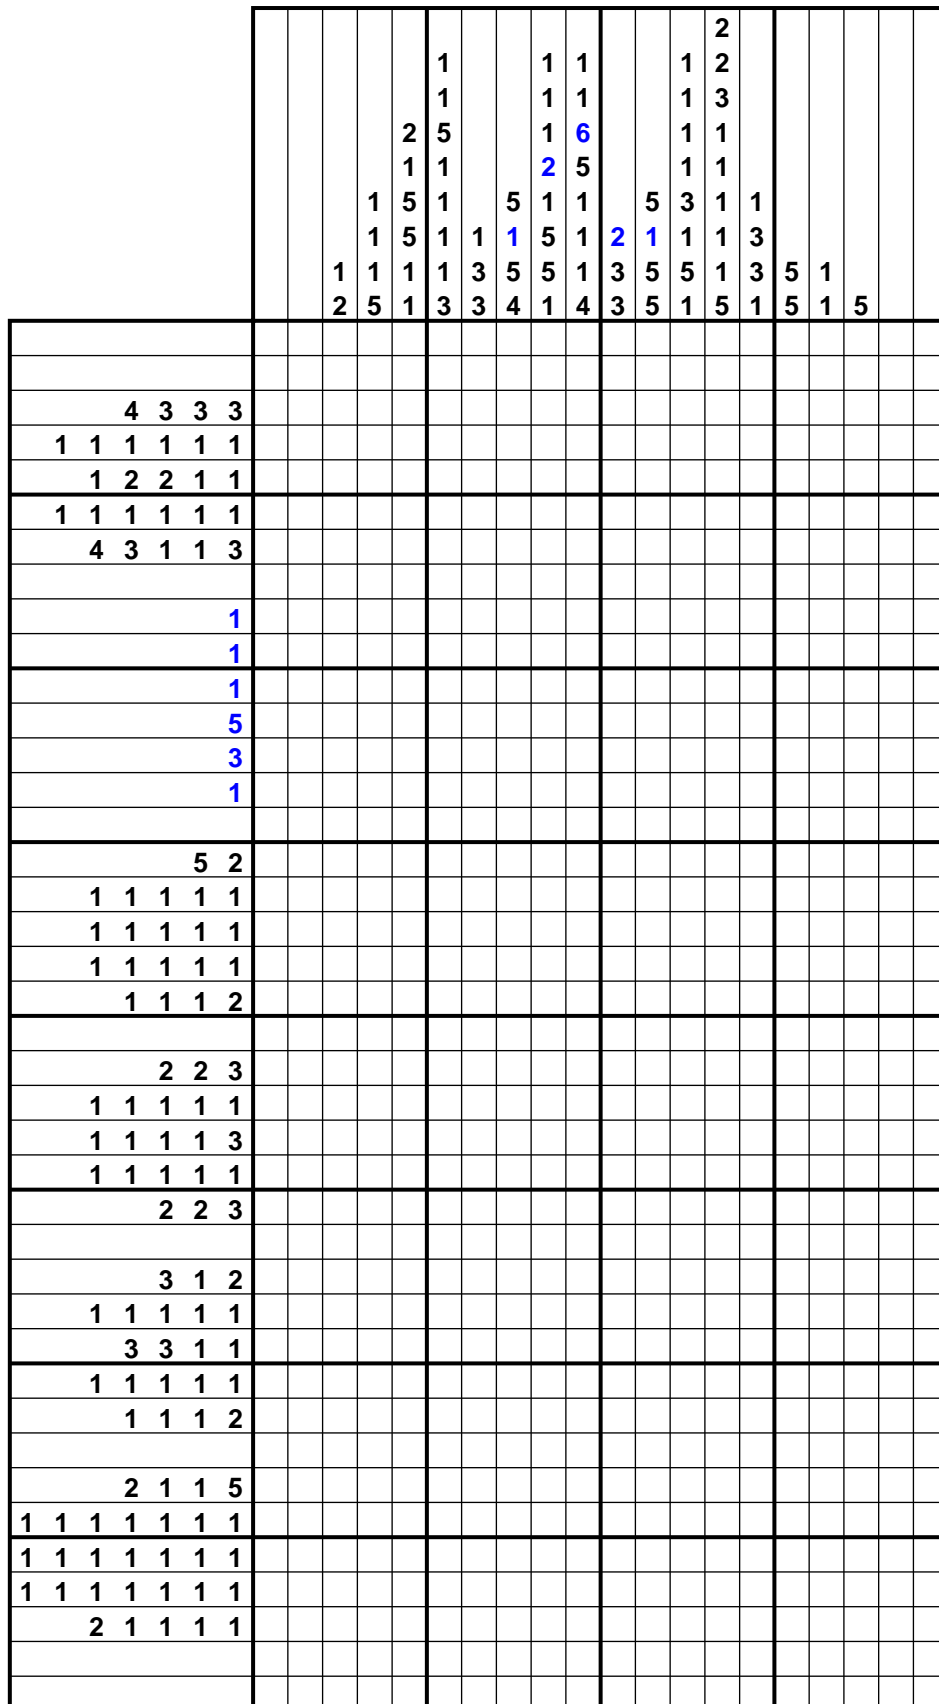 2
1 1 1 1 2
1 1 1 1 3
2 5 1 6 1 1
1 1 2 5 1 1
1 5 1 5 1 1 5 3 1 1
1 5 1 1 1 5 1 2 1 1 1 3
1 1 1 1 3 5 5 1 3 5 5 1 3 5 1
2 5 1 3 3 4 1 4 3 5 1 5 1 5 1 5
4 3 3 3
1 1 1 1 1 1
1 2 2 1 1
1 1 1 1 1 1
4 3 1 1 3
1
1
1
5
3
1
5 2
1 1 1 1 1
1 1 1 1 1
1 1 1 1 1
1 1 1 2
2 2 3
1 1 1 1 1
1 1 1 1 3
1 1 1 1 1
2 2 3
3 1 2
1 1 1 1 1
3 3 1 1
1 1 1 1 1
1 1 1 2
2 1 1 5
1 1 1 1 1 1 1
1 1 1 1 1 1 1
1 1 1 1 1 1 1
2 1 1 1 1